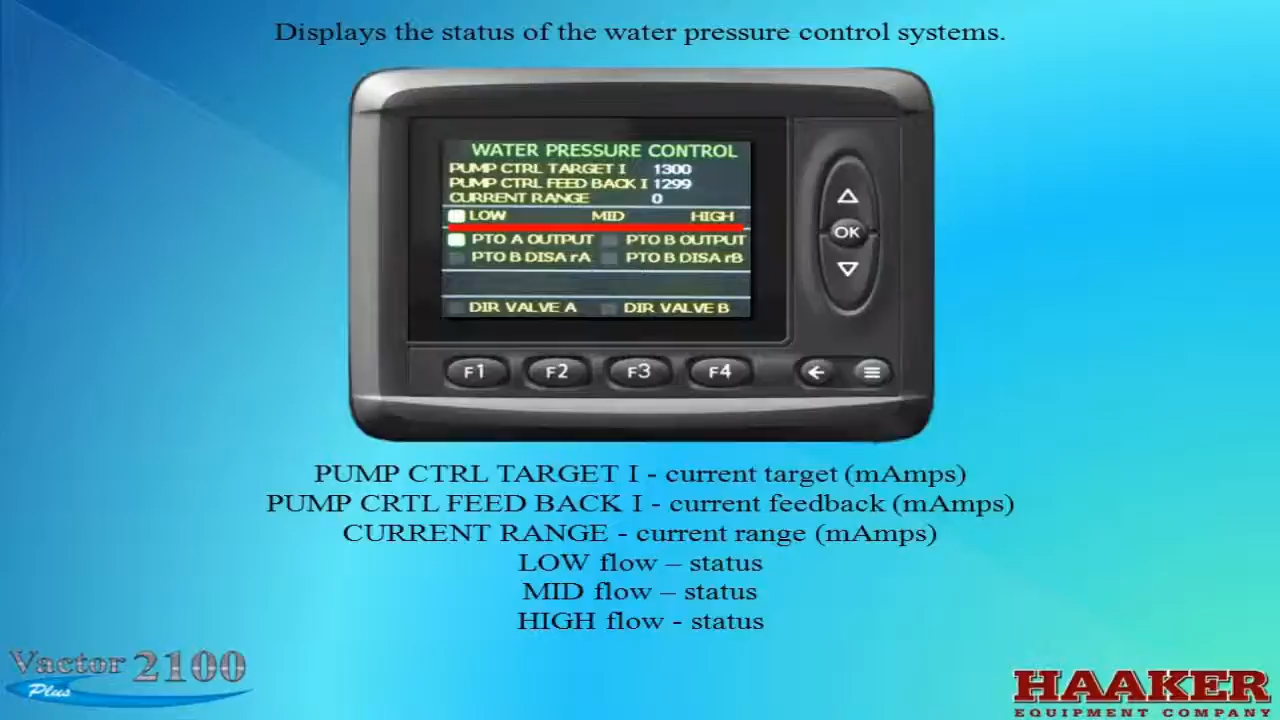 Displays the status of the water pressure control systems.
WATER PRESSURE CONTROL
PUMP CTRL TARGET I 1300
PUMP CTRL FEED BACK I 1299
CURRENT RANGE 0
LOW MID HIGH
PTO A OUTPUT PTO B OUTPUT
PTO B DISA rA PTO B DISA rB
DIR VALVE A DIR VALVE B
OK
F1 F2 F3 F4
PUMP CTRL TARGET I - current target (mAmps)
PUMP CRTL FEED BACK I - current feedback (mAmps)
CURRENT RANGE - current range (mAmps)
LOW flow – status
MID flow – status
HIGH flow - status
Vactor 2100
Plus
HAAKER
EQUIPMENT COMPANY